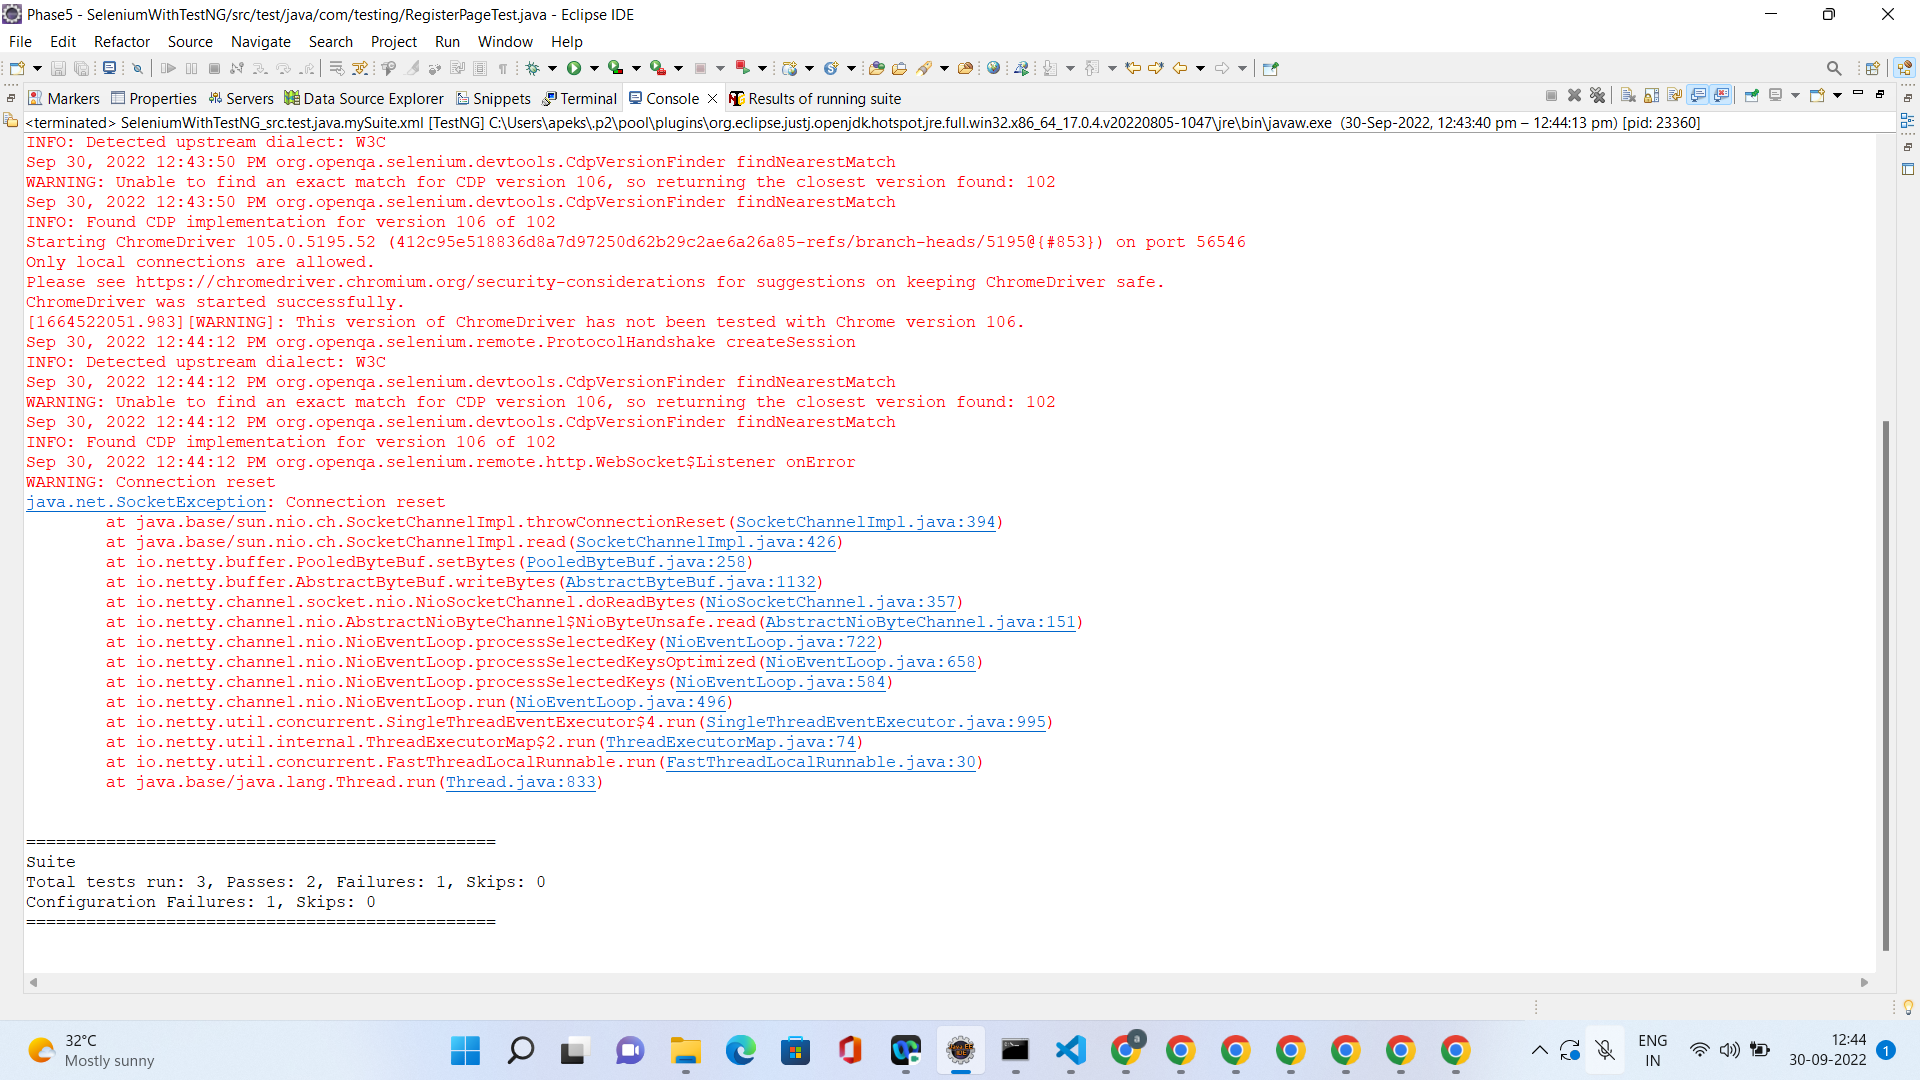 Phase5 - SeleniumWithTestNG/src/test/java/com/testing/RegisterPageTest.java - Eclipse IDE
File Edit Refactor Source Navigate Search Project Run Window Help
Markers Properties Servers Data Source Explorer Snippets Terminal Console Results of running suite
<terminated> SeleniumWithTestNG_src.test.java.mySuite.xml [TestNG] C:\Users\apeks\.p2\pool\plugins\org.eclipse.justj.openjdk.hotspot.jre.full.win32.x86_64_17.0.4.v20220805-1047\jre\bin\javaw.exe (30-Sep-2022, 12:43:40 pm – 12:44:13 pm) [pid: 23360]
INFO: Detected upstream dialect: W3C
Sep 30, 2022 12:43:50 PM org.openqa.selenium.devtools.CdpVersionFinder findNearestMatch
WARNING: Unable to find an exact match for CDP version 106, so returning the closest version found: 102
Sep 30, 2022 12:43:50 PM org.openqa.selenium.devtools.CdpVersionFinder findNearestMatch
INFO: Found CDP implementation for version 106 of 102
Starting ChromeDriver 105.0.5195.52 (412c95e518836d8a7d97250d62b29c2ae6a26a85-refs/branch-heads/5195@{#853}) on port 56546
Only local connections are allowed.
Please see https://chromedriver.chromium.org/security-considerations for suggestions on keeping ChromeDriver safe.
ChromeDriver was started successfully.
[1664522051.983][WARNING]: This version of ChromeDriver has not been tested with Chrome version 106.
Sep 30, 2022 12:44:12 PM org.openqa.selenium.remote.ProtocolHandshake createSession
INFO: Detected upstream dialect: W3C
Sep 30, 2022 12:44:12 PM org.openqa.selenium.devtools.CdpVersionFinder findNearestMatch
WARNING: Unable to find an exact match for CDP version 106, so returning the closest version found: 102
Sep 30, 2022 12:44:12 PM org.openqa.selenium.devtools.CdpVersionFinder findNearestMatch
INFO: Found CDP implementation for version 106 of 102
Sep 30, 2022 12:44:12 PM org.openqa.selenium.remote.http.WebSocket$Listener onError
WARNING: Connection reset
java.net.SocketException: Connection reset
at java.base/sun.nio.ch.SocketChannelImpl.throwConnectionReset(SocketChannelImpl.java:394)
at java.base/sun.nio.ch.SocketChannelImpl.read(SocketChannelImpl.java:426)
at io.netty.buffer.PooledByteBuf.setBytes(PooledByteBuf.java:258)
at io.netty.buffer.AbstractByteBuf.writeBytes(AbstractByteBuf.java:1132)
at io.netty.channel.socket.nio.NioSocketChannel.doReadBytes(NioSocketChannel.java:357)
at io.netty.channel.nio.AbstractNioByteChannel$NioByteUnsafe.read(AbstractNioByteChannel.java:151)
at io.netty.channel.nio.NioEventLoop.processSelectedKey(NioEventLoop.java:722)
at io.netty.channel.nio.NioEventLoop.processSelectedKeysOptimized(NioEventLoop.java:658)
at io.netty.channel.nio.NioEventLoop.processSelectedKeys(NioEventLoop.java:584)
at io.netty.channel.nio.NioEventLoop.run(NioEventLoop.java:496)
at io.netty.util.concurrent.SingleThreadEventExecutor$4.run(SingleThreadEventExecutor.java:995)
at io.netty.util.internal.ThreadExecutorMap$2.run(ThreadExecutorMap.java:74)
at io.netty.util.concurrent.FastThreadLocalRunnable.run(FastThreadLocalRunnable.java:30)
at java.base/java.lang.Thread.run(Thread.java:833)
===============================================
Suite
Total tests run: 3, Passes: 2, Failures: 1, Skips: 0
Configuration Failures: 1, Skips: 0
===============================================
32°C
Mostly sunny
a
ENG
IN
12:44
30-09-2022
1